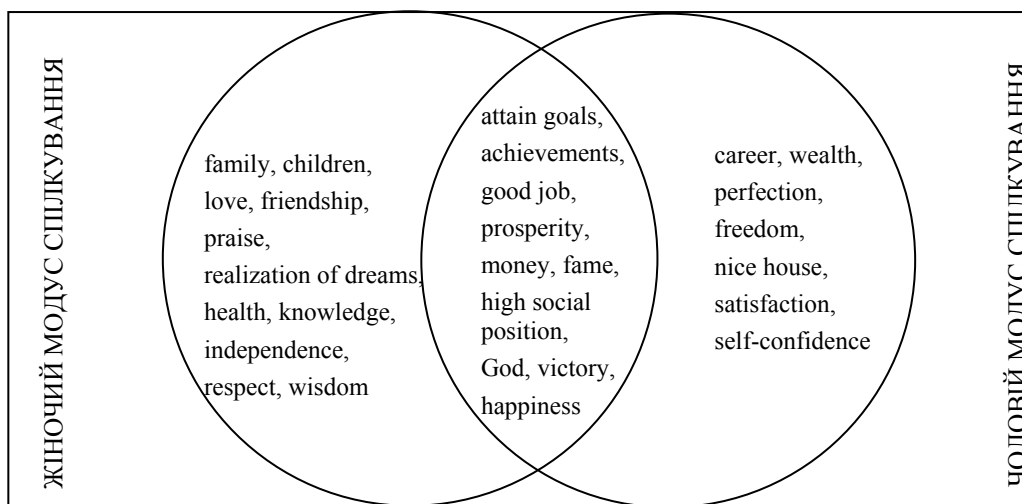 ЖІНОЧИЙ МОДУС СПІЛКУВАННЯ
family, children,
love, friendship,
praise,
realization of dreams,
health, knowledge,
independence,
respect, wisdom
attain goals,
achievements,
good job,
prosperity,
money, fame,
high social
position,
God, victory,
happiness
career, wealth,
perfection,
freedom,
nice house,
satisfaction,
self-confidence
ЧОЛОВІЙ МОДУС СПІЛКУВАННЯ